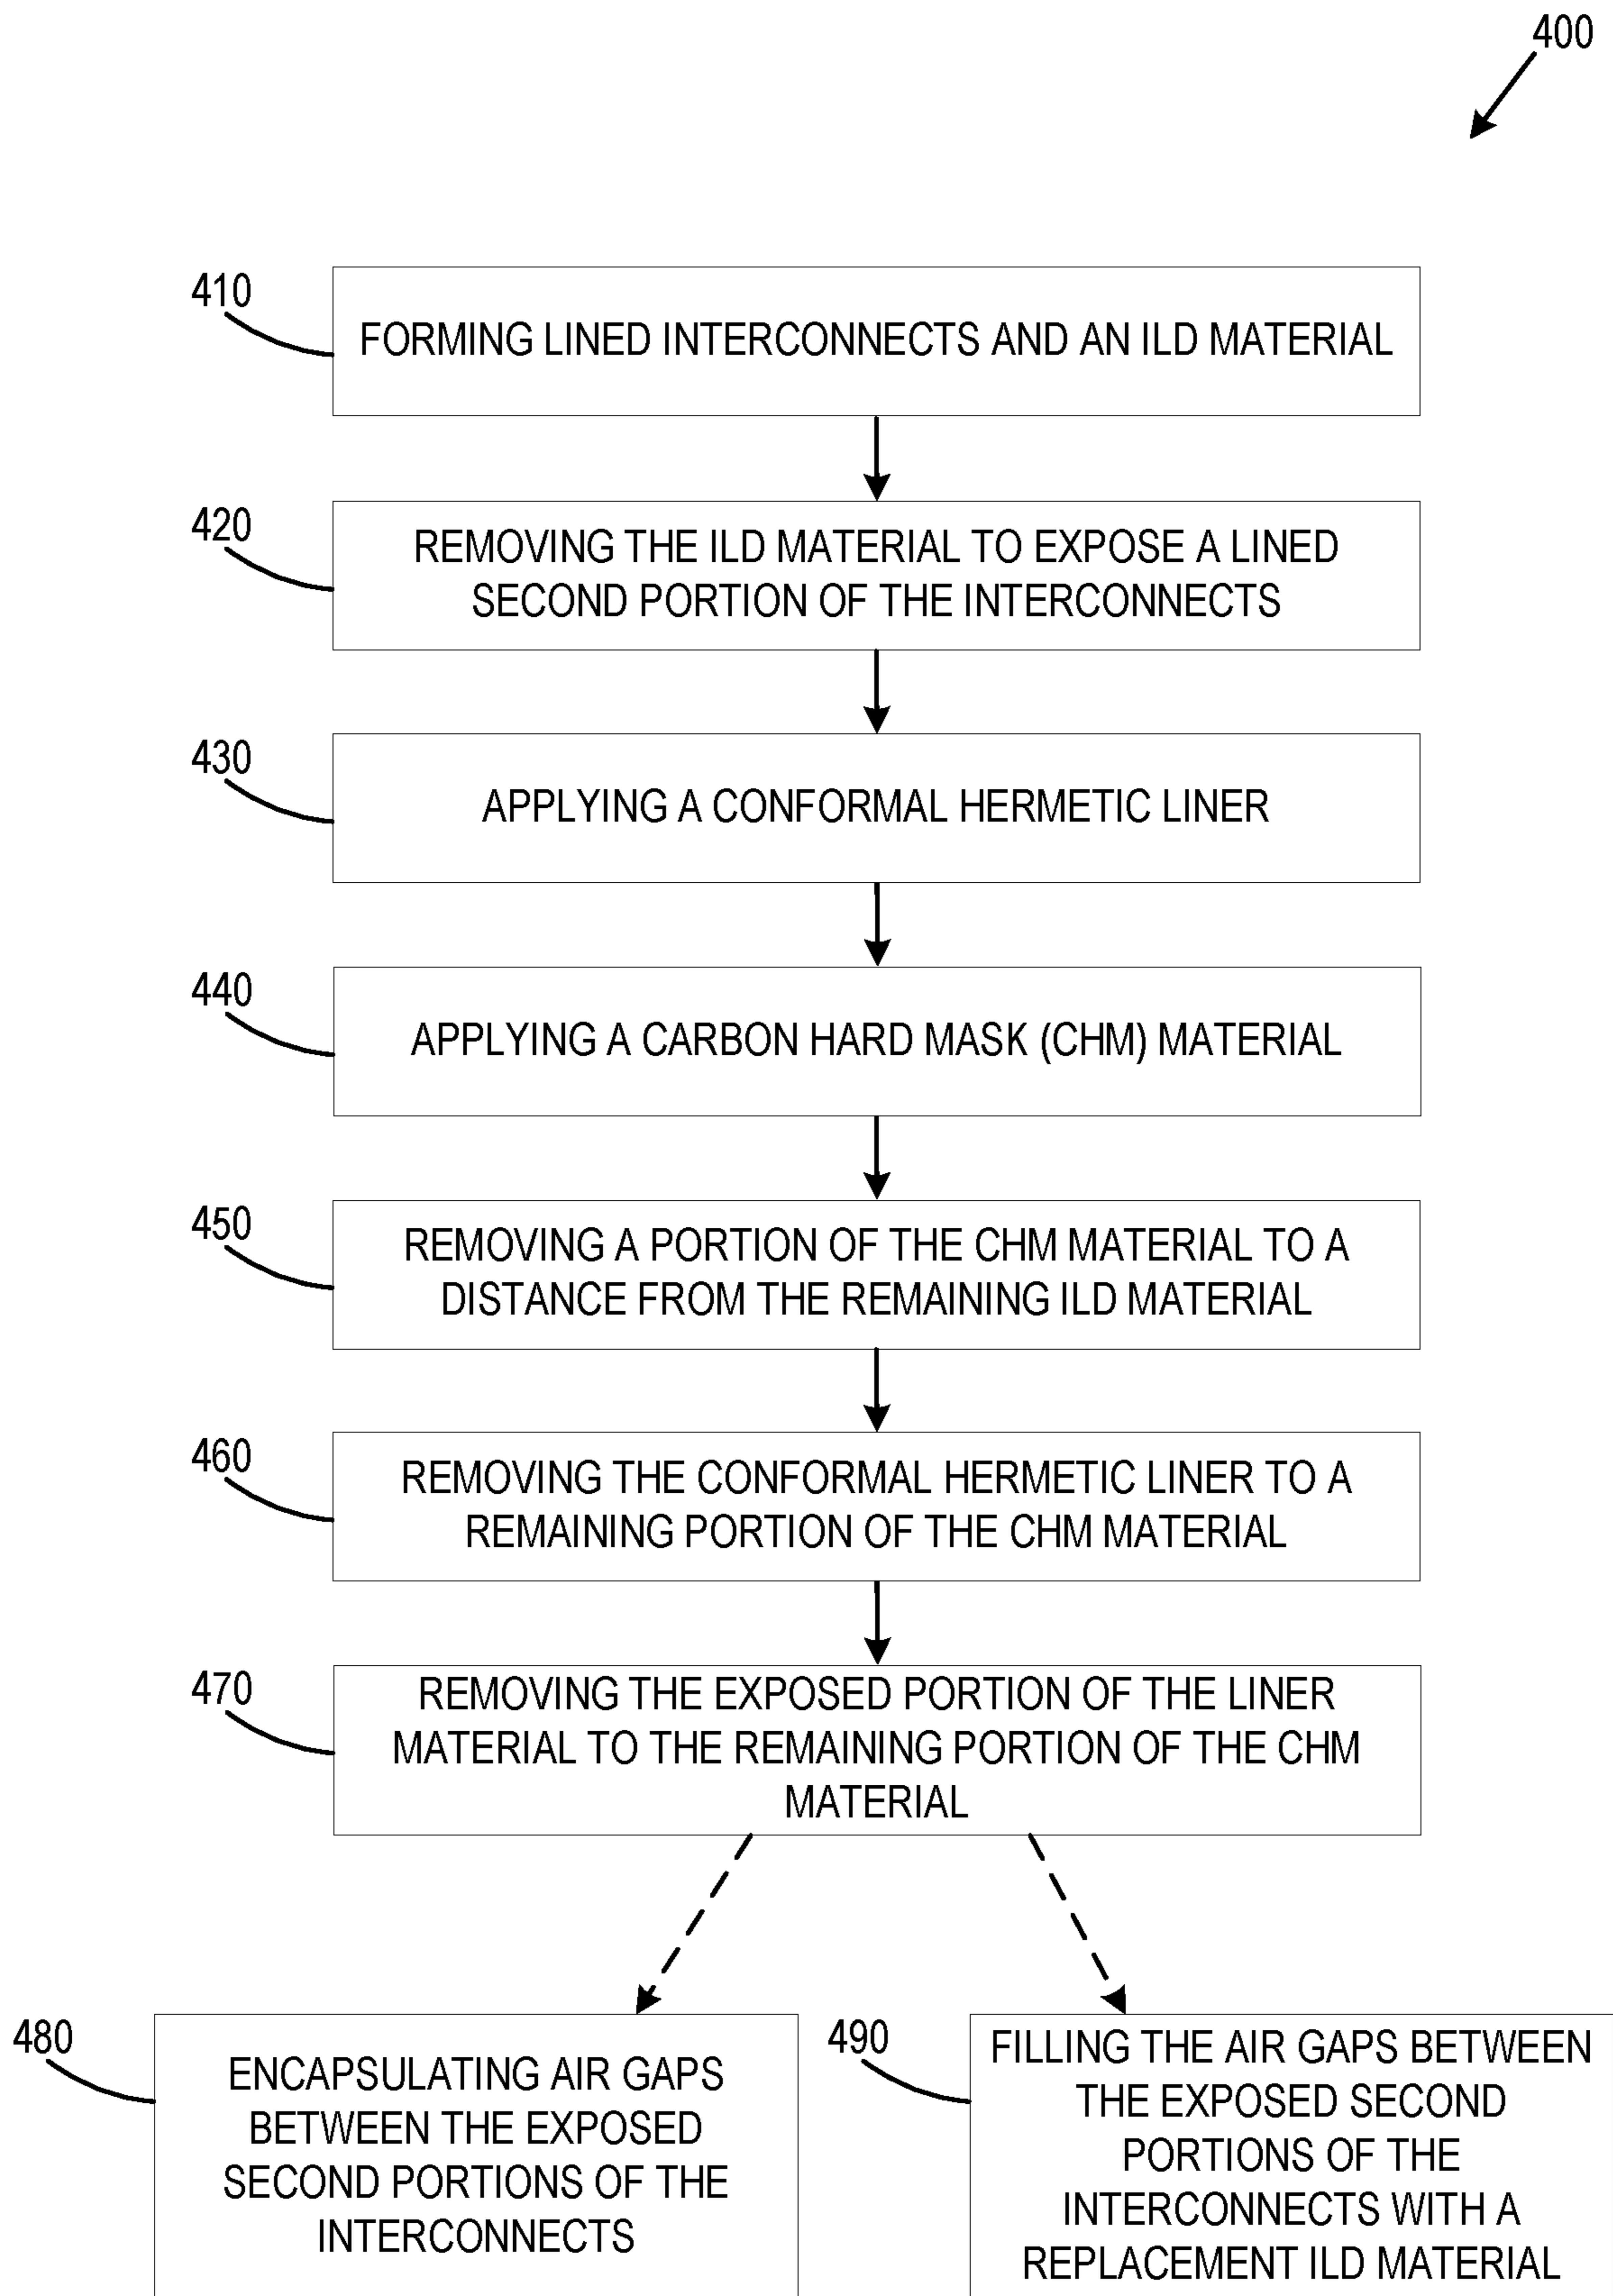 400
410
FORMING LINED INTERCONNECTS AND AN ILD MATERIAL
420
REMOVING THE ILD MATERIAL TO EXPOSE A LINED
SECOND PORTION OF THE INTERCONNECTS
430
APPLYING A CONFORMAL HERMETIC LINER
440
APPLYING A CARBON HARD MASK (CHM) MATERIAL
450
REMOVING A PORTION OF THE CHM MATERIAL TO A
DISTANCE FROM THE REMAINING ILD MATERIAL
460
REMOVING THE CONFORMAL HERMETIC LINER TO A
REMAINING PORTION OF THE CHM MATERIAL
470
REMOVING THE EXPOSED PORTION OF THE LINER
MATERIAL TO THE REMAINING PORTION OF THE CHM
MATERIAL
480
ENCAPSULATING AIR GAPS
BETWEEN THE EXPOSED
SECOND PORTIONS OF THE
INTERCONNECTS
490
FILLING THE AIR GAPS BETWEEN
THE EXPOSED SECOND
PORTIONS OF THE
INTERCONNECTS WITH A
REPLACEMENT ILD MATERIAL